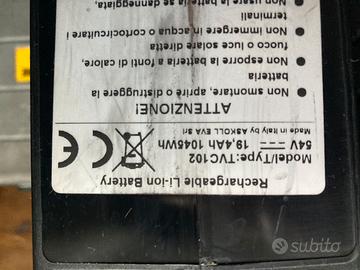 Rechargeable Li-ion Battery
Model/Type:TVC102
54V 19,4Ah 1045Wh
Made in Italy by ASKOLL EVA Srl
ATTENZIONE!
Non smontare, aprire o distruggere la
batteria
Non esporre la batteria a fonti di calore,
fuoco o luce solare diretta
Non immergere in acqua o cortocircuitare i
terminali
Non usare la batteria se danneggiata,
subito